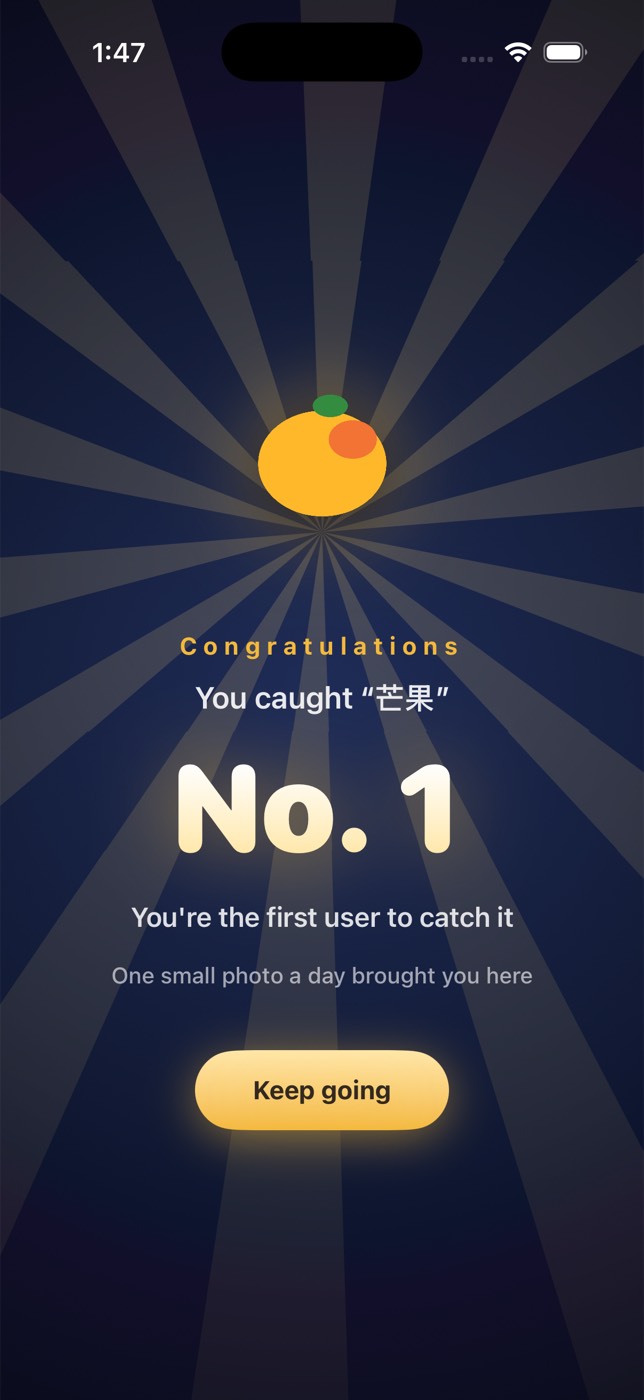 1:47
Congratulations
You caught “芒果”
No. 1
You're the first user to catch it
One small photo a day brought you here
Keep going